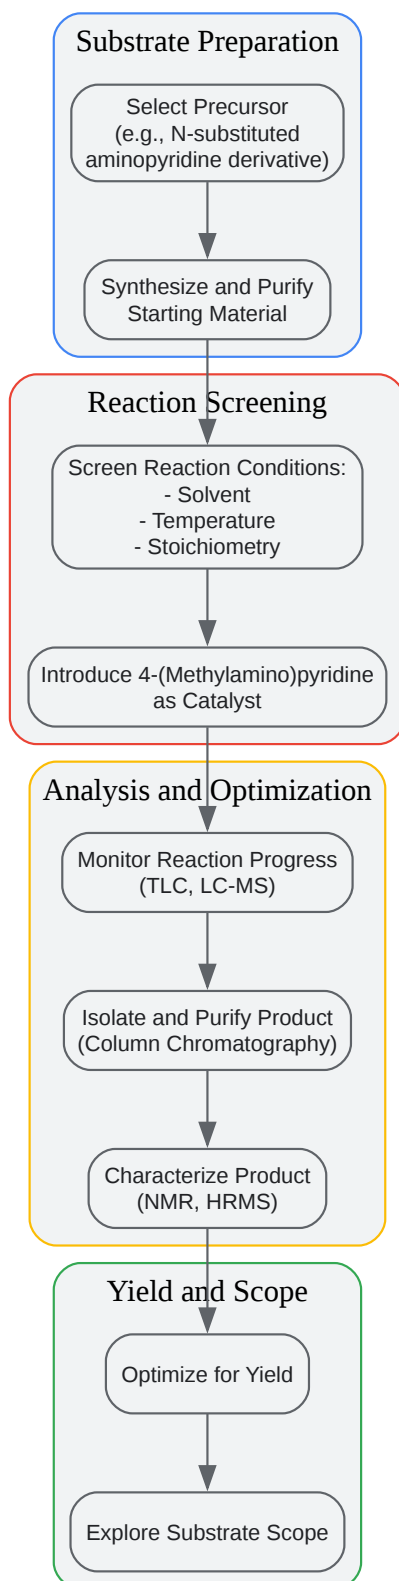 Substrate Preparation
Select Precursor
(e.g., N-substituted
aminopyridine derivative)
Synthesize and Purify
Starting Material
Reaction Screening
Screen Reaction Conditions:
- Solvent
- Temperature
- Stoichiometry
Introduce 4-(Methylamino)pyridine
as Catalyst
Analysis and Optimization
Monitor Reaction Progress
(TLC, LC-MS)
Isolate and Purify Product
(Column Chromatography)
Characterize Product
(NMR, HRMS)
Yield and Scope
Optimize for Yield
Explore Substrate Scope